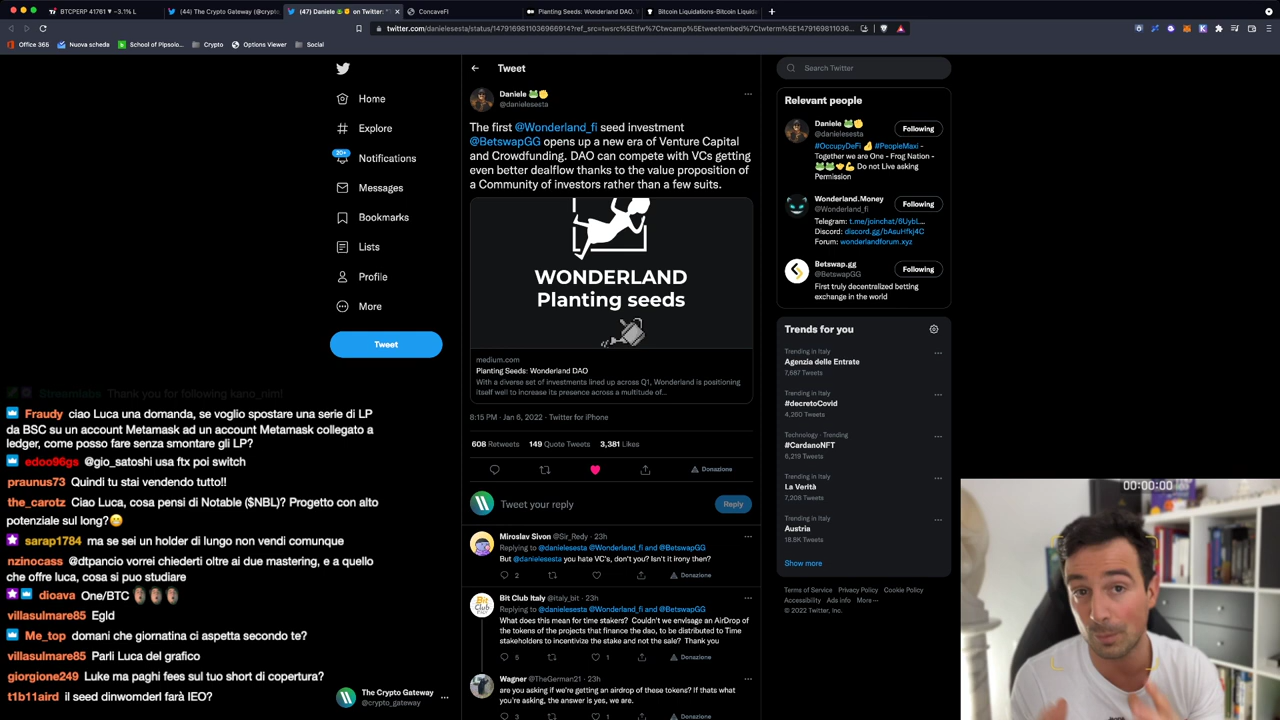 BTCPERP 41761 ▼ −3.1% L
(44) The Crypto Gateway (@crypto
(47) Daniele 🐸✊ on Twitter: "
ConcaveFi
Planting Seeds: Wonderland DAO.
Bitcoin Liquidations-Bitcoin Liquida
twitter.com/danielesesta/status/1479169811036966914?ref_src=twsrc%5Etfw%7Ctwcamp%5Etweetembed%7Ctwterm%5E1479169811036...
Office 365
Nuova scheda
School of Plpsolo...
Crypto
Options Viewer
Social
Home
Explore
20+
Notifications
Messages
Bookmarks
Lists
Profile
More
Tweet
Streamlabs Thank you for following kano_nim!
Fraudy ciao Luca una domanda, se voglio spostare una serie di LP
da BSC su un account Metamask ad un account Metamask collegato a
ledger, come posso fare senza smontare gli LP?
edoo96gs @gio_satoshi usa ftx poi switch
praunus73 Quindi tu stai vendendo tutto!!
the_carotz Ciao Luca, cosa pensi di Notable ($NBL)? Progetto con alto
potenziale sul long?😬
sarap1784 Si se sei un holder di lungo non vendi comunque
nzinocass @dtpancio vorrei chiederti oltre ai due mastering, e a quello
che offre luca, cosa si puo studiare
dioava One/BTC
villasulmare85 Egld
Me_top domani che giornatina ci aspetta secondo te?
villasulmare85 Parli Luca del grafico
giorgione249 Luke ma paghi fees sul tuo short di copertura?
t1b11aird il seed dinwomderl farà IEO?
The Crypto Gateway
@crypto_gateway
Tweet
Daniele 🐸✊
@danielesesta
The first @Wonderland_fi seed investment
@BetswapGG opens up a new era of Venture Capital
and Crowdfunding. DAO can compete with VCs getting
even better dealflow thanks to the value proposition of
a Community of investors rather than a few suits.
WONDERLAND
Planting seeds
medium.com
Planting Seeds: Wonderland DAO
With a diverse set of investments lined up across Q1, Wonderland is positioning
itself well to increase its presence across a multitude of...
6:15 PM · Jan 6, 2022 · Twitter for iPhone
608 Retweets 149 Quote Tweets 3,381 Likes
Donazione
Tweet your reply
Reply
Miroslav Sivon @Sir_Redy · 23h
Replying to @danielesesta @Wonderland_fi and @BetswapGG
But @danielesesta you hate VC's, don't you? Isn't it irony then?
2 Donazione
Bit Club Italy @italy_bit · 23h
Replying to @danielesesta @Wonderland_fi and @BetswapGG
What does this mean for time stakers? Couldn't we envisage an AirDrop
of the tokens of the projects that finance the dao, to be distributed to Time
stakeholders to incentivize the stake and not the sale? Thank you
5 1 Donazione
Wagner @TheGerman21 · 23h
are you asking if we're getting an airdrop of these tokens? If thats what
you're asking, the answer is yes, we are.
3 1 Donazione
Search Twitter
Relevant people
Daniele 🐸✊
@danielesesta
Following
#OccupyDeFi #PeopleMaxi -
Together we are One - Frog Nation -
🐸🐸🤝💪 Do not Live asking
Permission
Wonderland.Money
@Wonderland_fi
Following
Telegram: t.me/joinchat/6UybL...
Discord: discord.gg/bAsuHfkj4C
Forum: wonderlandforum.xyz
Betswap.gg
@BetswapGG
Following
First truly decentralized betting
exchange in the world
Trends for you
Trending in Italy
Agenzia delle Entrate
7,687 Tweets
Trending in Italy
#decretoCovid
4,260 Tweets
Technology · Trending
#CardanoNFT
6,219 Tweets
Trending in Italy
La Verità
7,208 Tweets
Trending in Italy
Austria
18.8K Tweets
Show more
Terms of Service Privacy Policy Cookie Policy
Accessibility Ads info More ···
© 2022 Twitter, Inc.
00:00:00